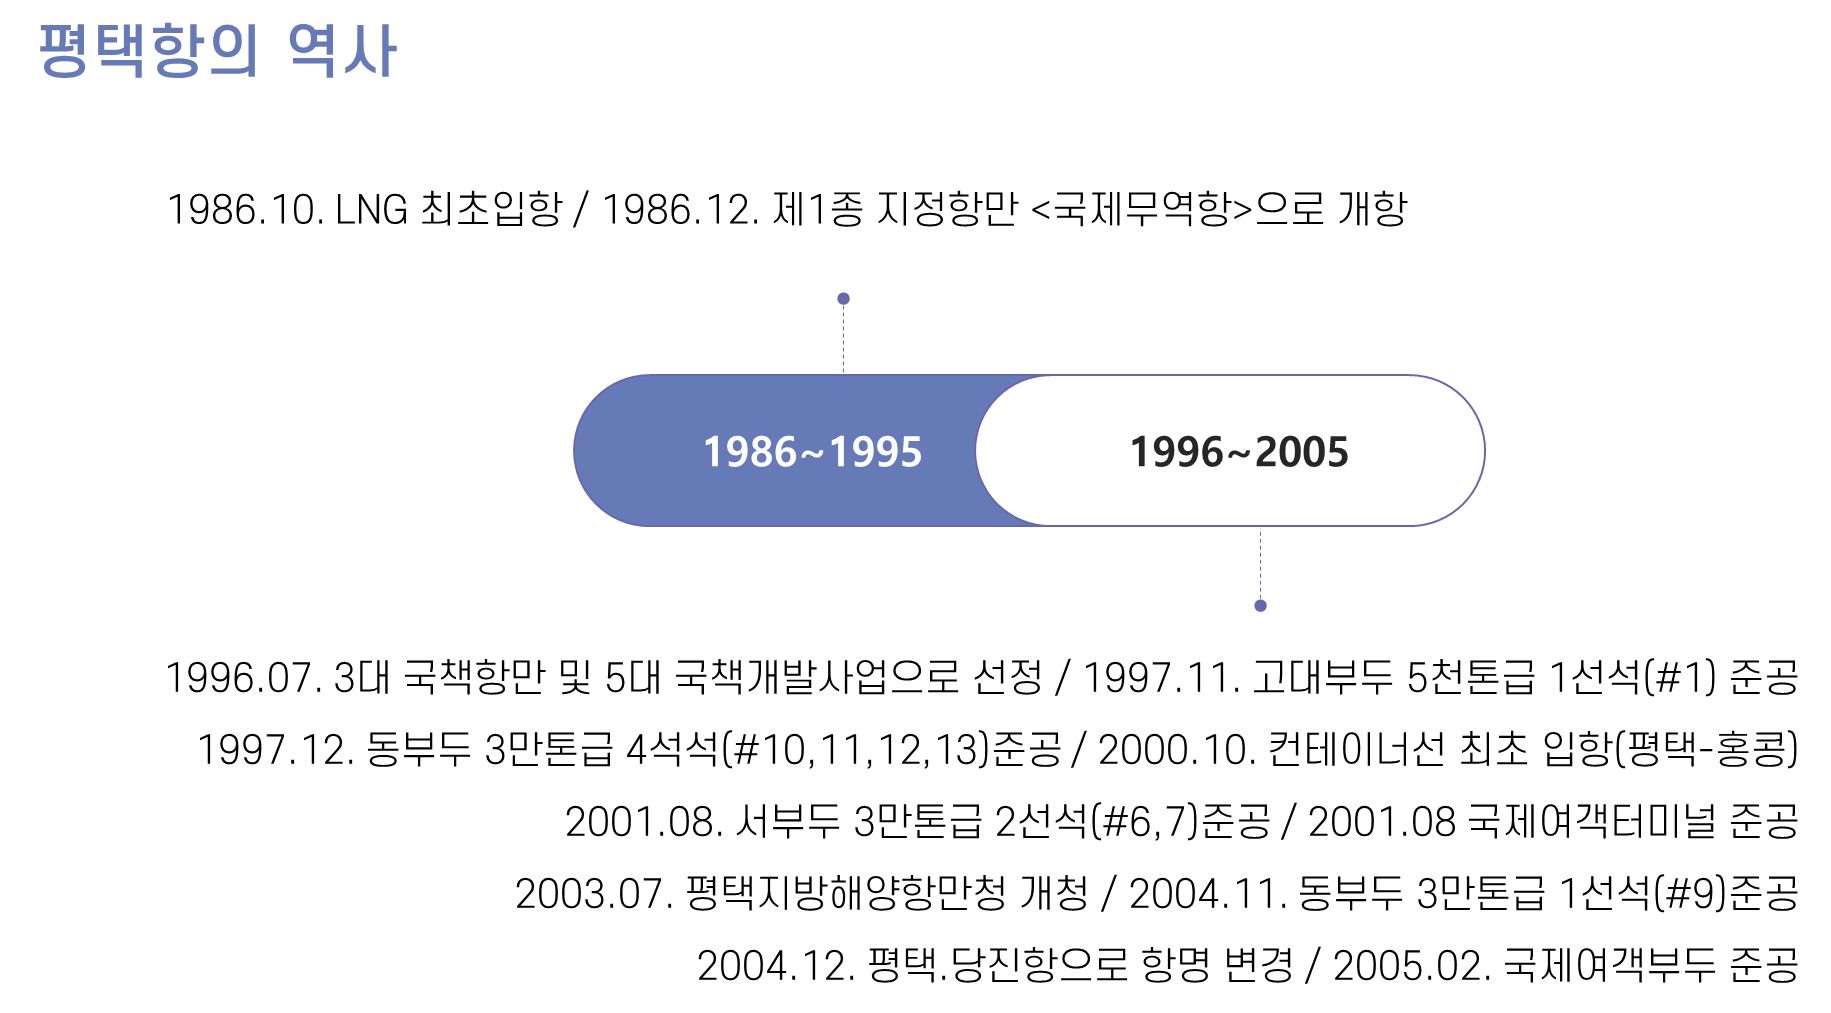 평택항의 역사
1986.10. LNG 최초입항 / 1986.12. 제1종 지정항만 <국제무역항>으로 개항
1986~1995
1996~2005
1996.07. 3대 국책항만 및 5대 국책개발사업으로 선정 / 1997.11. 고대부두 5천톤급 1선석(#1) 준공
1997.12. 동부두 3만톤급 4석석(#10,11,12,13)준공 / 2000.10. 컨테이너선 최초 입항(평택-홍콩)
2001.08. 서부두 3만톤급 2선석(#6,7)준공 / 2001.08 국제여객터미널 준공
2003.07. 평택지방해양항만청 개청 / 2004.11. 동부두 3만톤급 1선석(#9)준공
2004.12. 평택.당진항으로 항명 변경 / 2005.02. 국제여객부두 준공